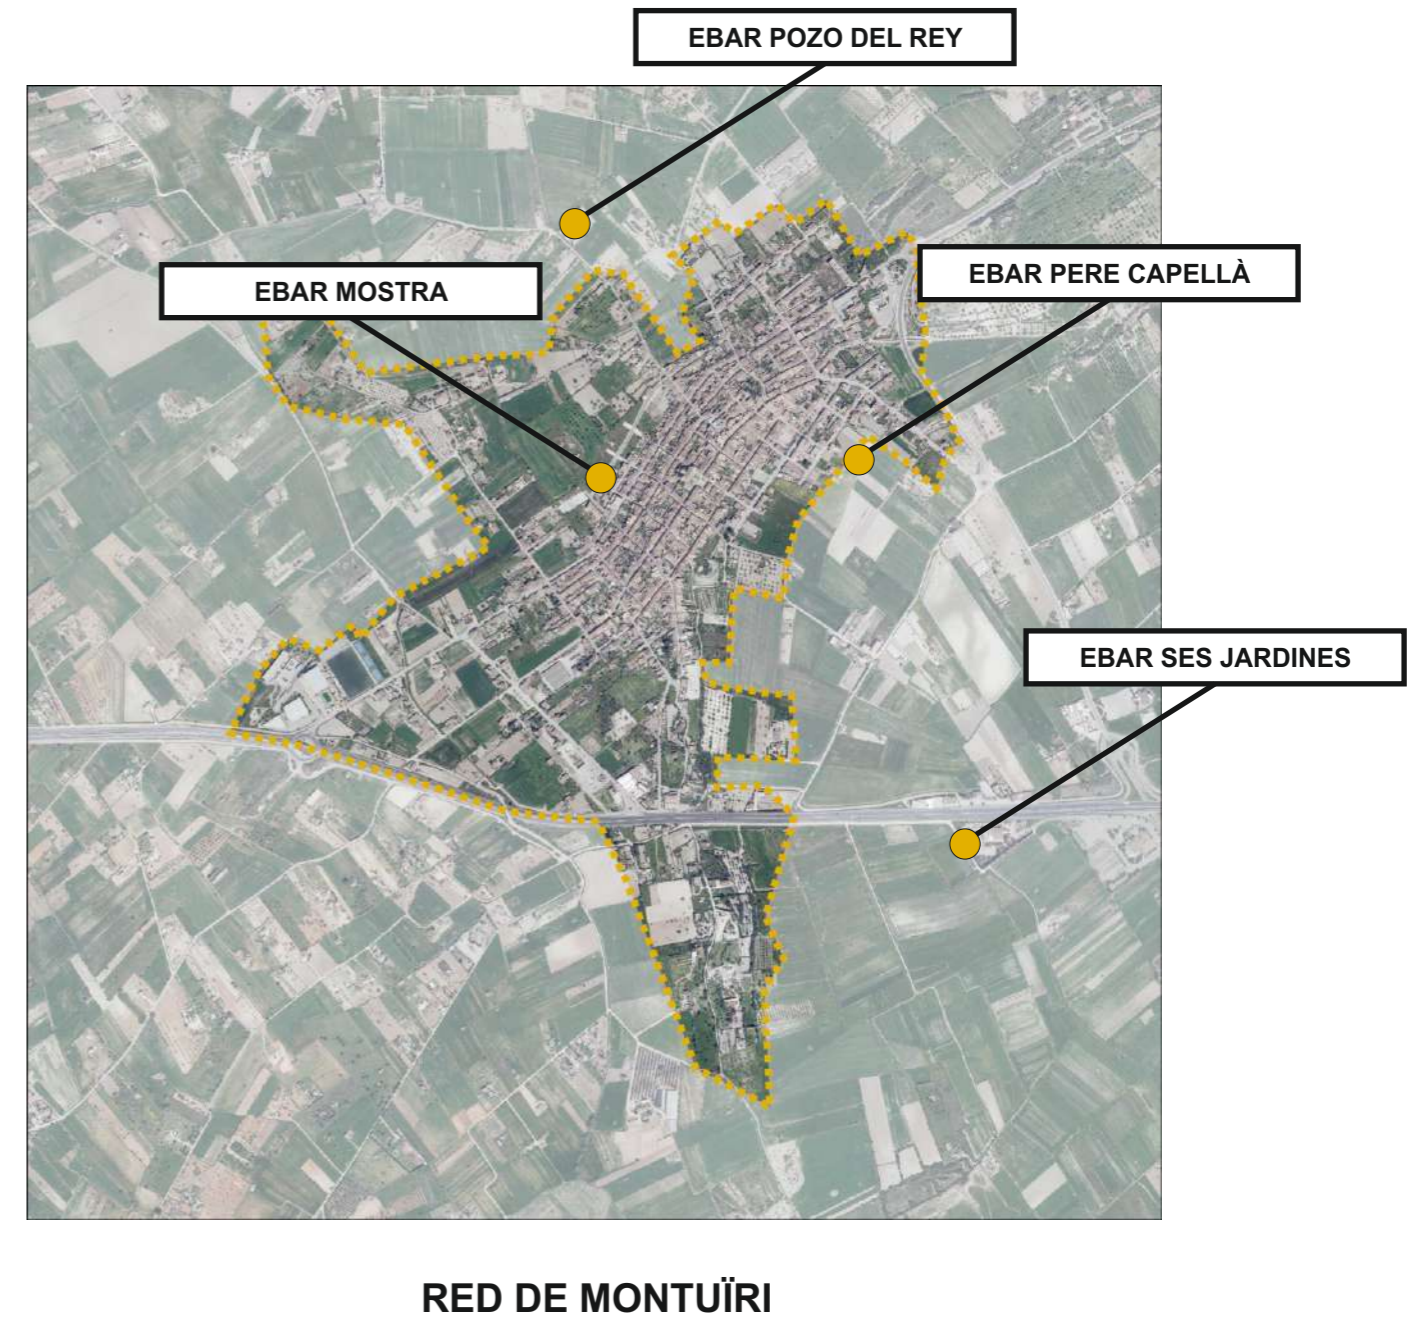 EBAR POZO DEL REY
EBAR PERE CAPELLÀ
EBAR MOSTRA
EBAR SES JARDINES
RED DE MONTUÏRI